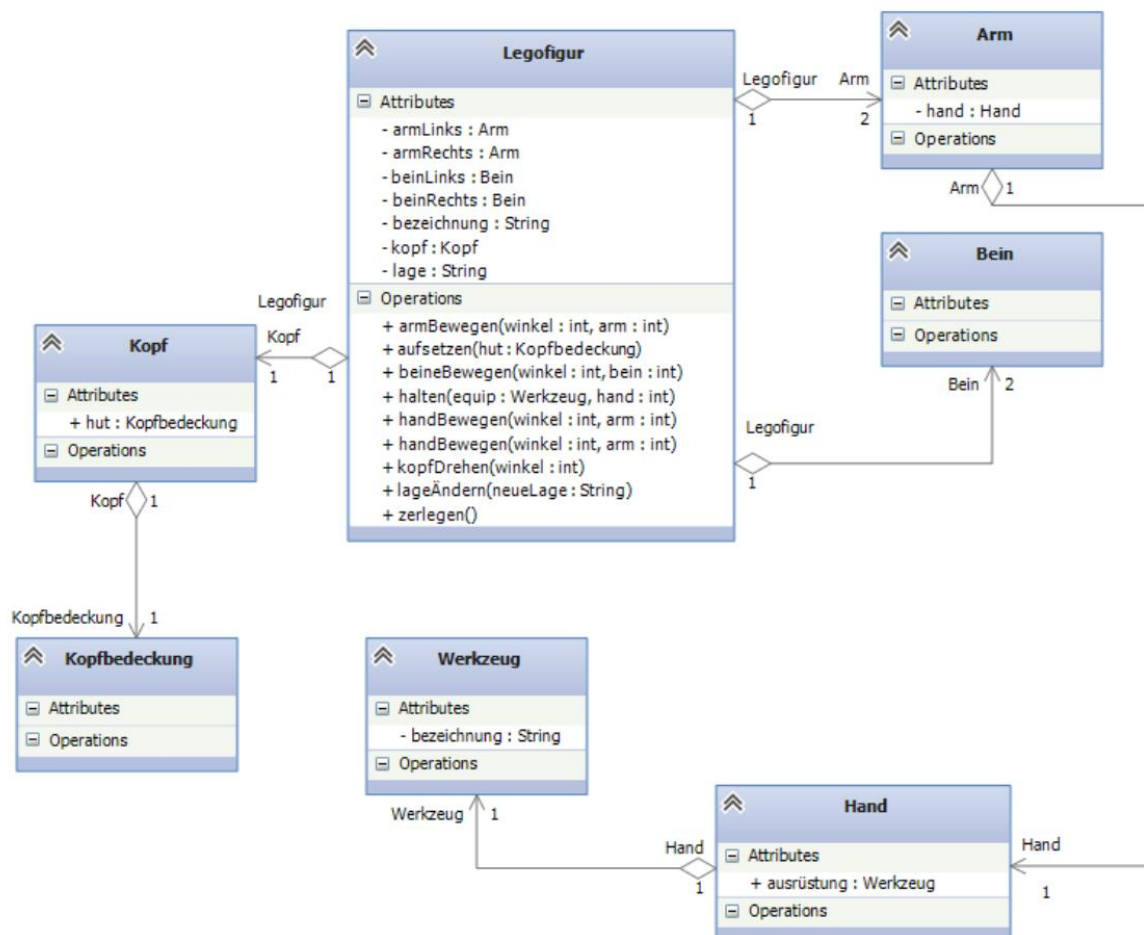 Legofigur
Attributes
- armLinks : Arm
- armRechts : Arm
- beinLinks : Bein
- beinRechts : Bein
- bezeichnung : String
- kopf : Kopf
- lage : String
Operations
+ armBewegen(winkel : int, arm : int)
+ aufsetzen(hut : Kopfbedeckung)
+ beineBewegen(winkel : int, bein : int)
+ halten(equip : Werkzeug, hand : int)
+ handBewegen(winkel : int, arm : int)
+ handBewegen(winkel : int, arm : int)
+ kopfDrehen(winkel : int)
+ lageÄndern(neueLage : String)
+ zerlegen()
Legofigur Arm
1 2
Arm
Attributes
- hand : Hand
Operations
Arm 1
Bein
Attributes
Operations
Bein 2
Legofigur
1
Legofigur
Kopf
1 1
Kopf
Attributes
+ hut : Kopfbedeckung
Operations
Kopf 1
Kopfbedeckung 1
Kopfbedeckung
Attributes
Operations
Werkzeug
Attributes
- bezeichnung : String
Operations
Werkzeug 1
Hand
1
Hand
Attributes
+ ausrüstung : Werkzeug
Operations
Hand
1